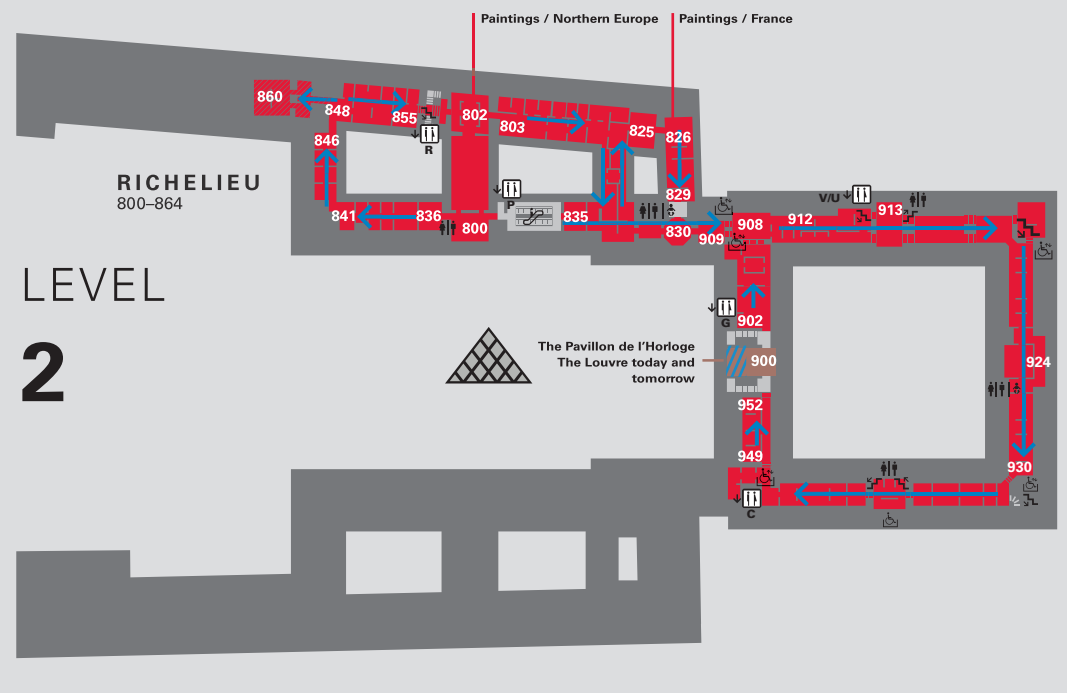 Paintings / Northern Europe
Paintings / France
860
848
855
802
803
825
826
846
R
RICHELIEU
800–864
841
836
800
P
835
829
830
909
908
912
V/U
913
LEVEL
2
G
902
The Pavillon de l’Horloge
The Louvre today and
tomorrow
900
924
952
949
930
C